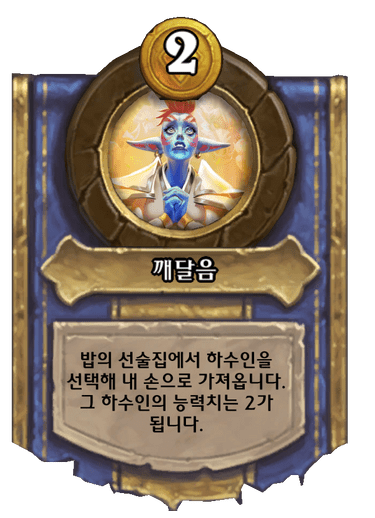 2
깨달음
밥의 선술집에서 하수인을
선택해 내 손으로 가져옵니다.
그 하수인의 능력치는 2가
됩니다.